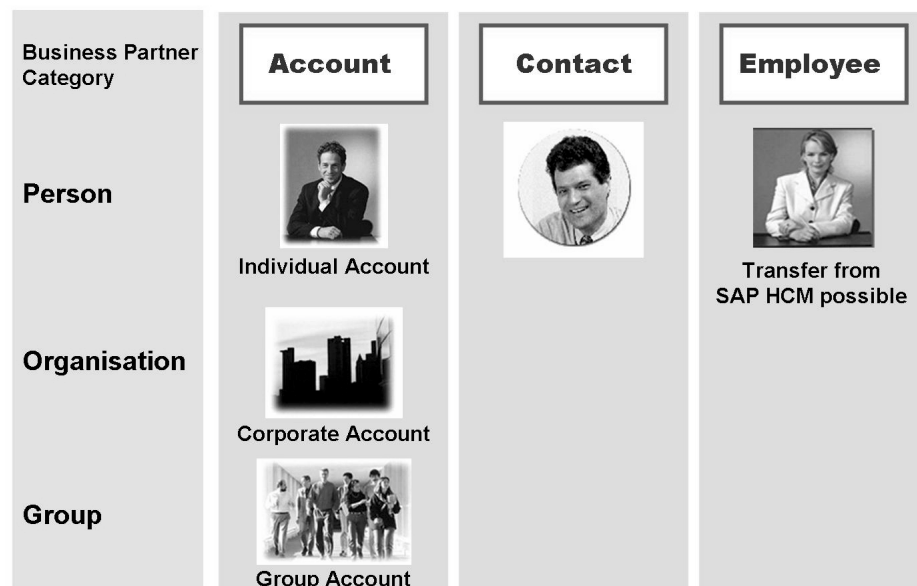 Business Partner
Category
Account
Contact
Employee
Person
Individual Account
Transfer from
SAP HCM possible
Organisation
Corporate Account
Group
Group Account